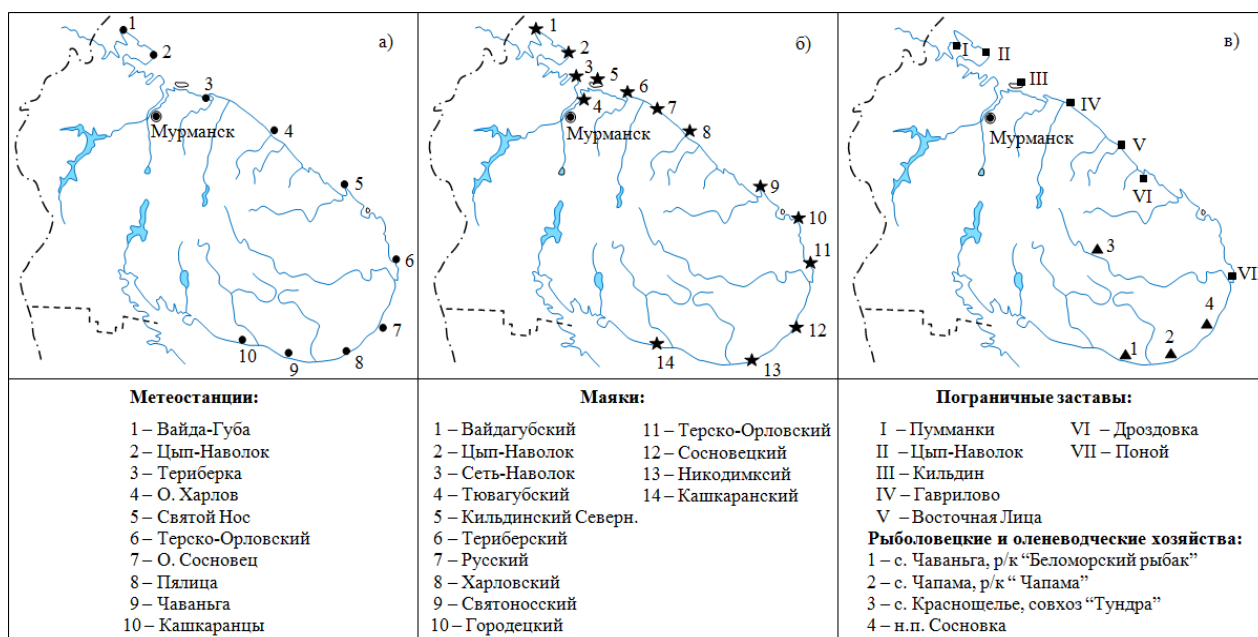 а)
1
2
3
Мурманск
4
5
6
7
8
9
10
б)
1
2
3
5
6
4
7
Мурманск
8
9
10
11
12
13
14
в)
I
II
III
IV
Мурманск
V
VI
3
VI
4
1
2
Метеостанции:
1 – Вайда-Губа
2 – Цып-Наволок
3 – Териберка
4 – О. Харлов
5 – Святой Нос
6 – Терско-Орловский
7 – О. Сосновец
8 – Пялица
9 – Чаваньга
10 – Кашкаранцы
Маяки:
1 – Вайдагубский
2 – Цып-Наволок
3 – Сеть-Наволок
4 – Тювагубский
5 – Кильдинский Северн.
6 – Териберский
7 – Русский
8 – Харловский
9 – Святоносский
10 – Городецкий
11 – Терско-Орловский
12 – Сосновецкий
13 – Никодимксий
14 – Кашкаранский
Пограничные заставы:
I – Пумманки
II – Цып-Наволок
III – Кильдин
IV – Гаврилово
V – Восточная Лица
VI – Дроздовка
VII – Поной
Рыболовецкие и оленеводческие хозяйства:
1 – с. Чаваньга, р/к “Беломорский рыбак”
2 – с. Чапама, р/к “ Чапама”
3 – с. Краснощелье, совхоз “Тундра”
4 – н.п. Сосновка